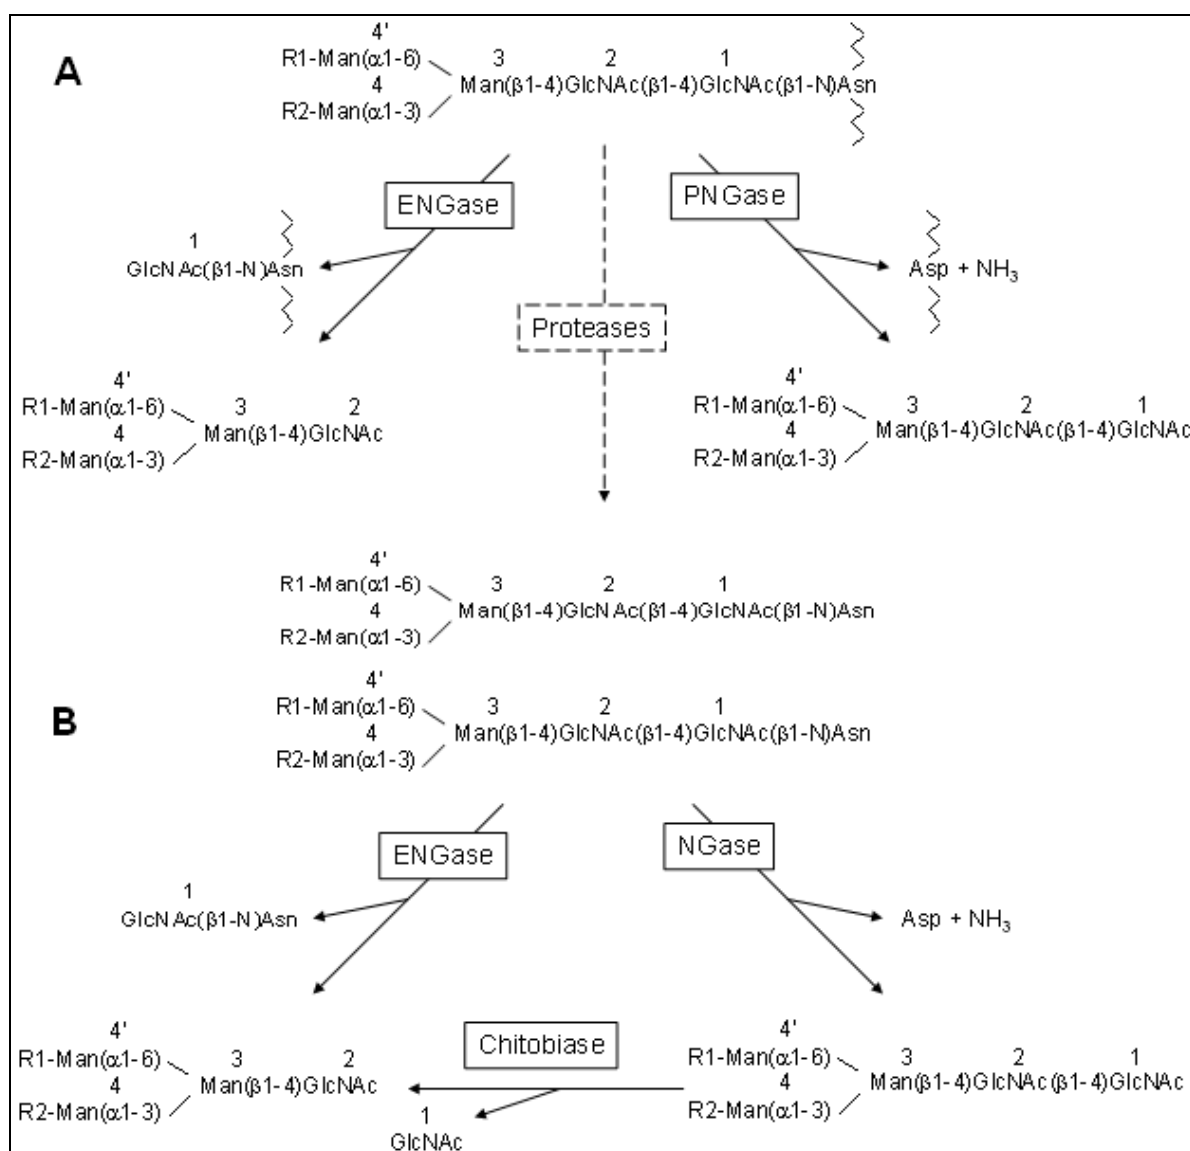 A
4'
R1-Man(α1-6)
3 2 1
Man(β1-4)GlcNAc(β1-4)GlcNAc(β1-N)Asn
4
R2-Man(α1-3)
ENGase
PNGase
1
GlcNAc(β1-N)Asn
Asp + NH3
Proteases
4'
R1-Man(α1-6)
3 2
Man(β1-4)GlcNAc
4
R2-Man(α1-3)
4'
R1-Man(α1-6)
3 2 1
Man(β1-4)GlcNAc(β1-4)GlcNAc
4
R2-Man(α1-3)
4'
R1-Man(α1-6)
3 2 1
Man(β1-4)GlcNAc(β1-4)GlcNAc(β1-N)Asn
4
R2-Man(α1-3)
B
4'
R1-Man(α1-6)
3 2 1
Man(β1-4)GlcNAc(β1-4)GlcNAc(β1-N)Asn
4
R2-Man(α1-3)
ENGase
NGase
1
GlcNAc(β1-N)Asn
Asp + NH3
4'
R1-Man(α1-6)
3 2
Man(β1-4)GlcNAc
4
R2-Man(α1-3)
Chitobiase
1
GlcNAc
4'
R1-Man(α1-6)
3 2 1
Man(β1-4)GlcNAc(β1-4)GlcNAc
4
R2-Man(α1-3)